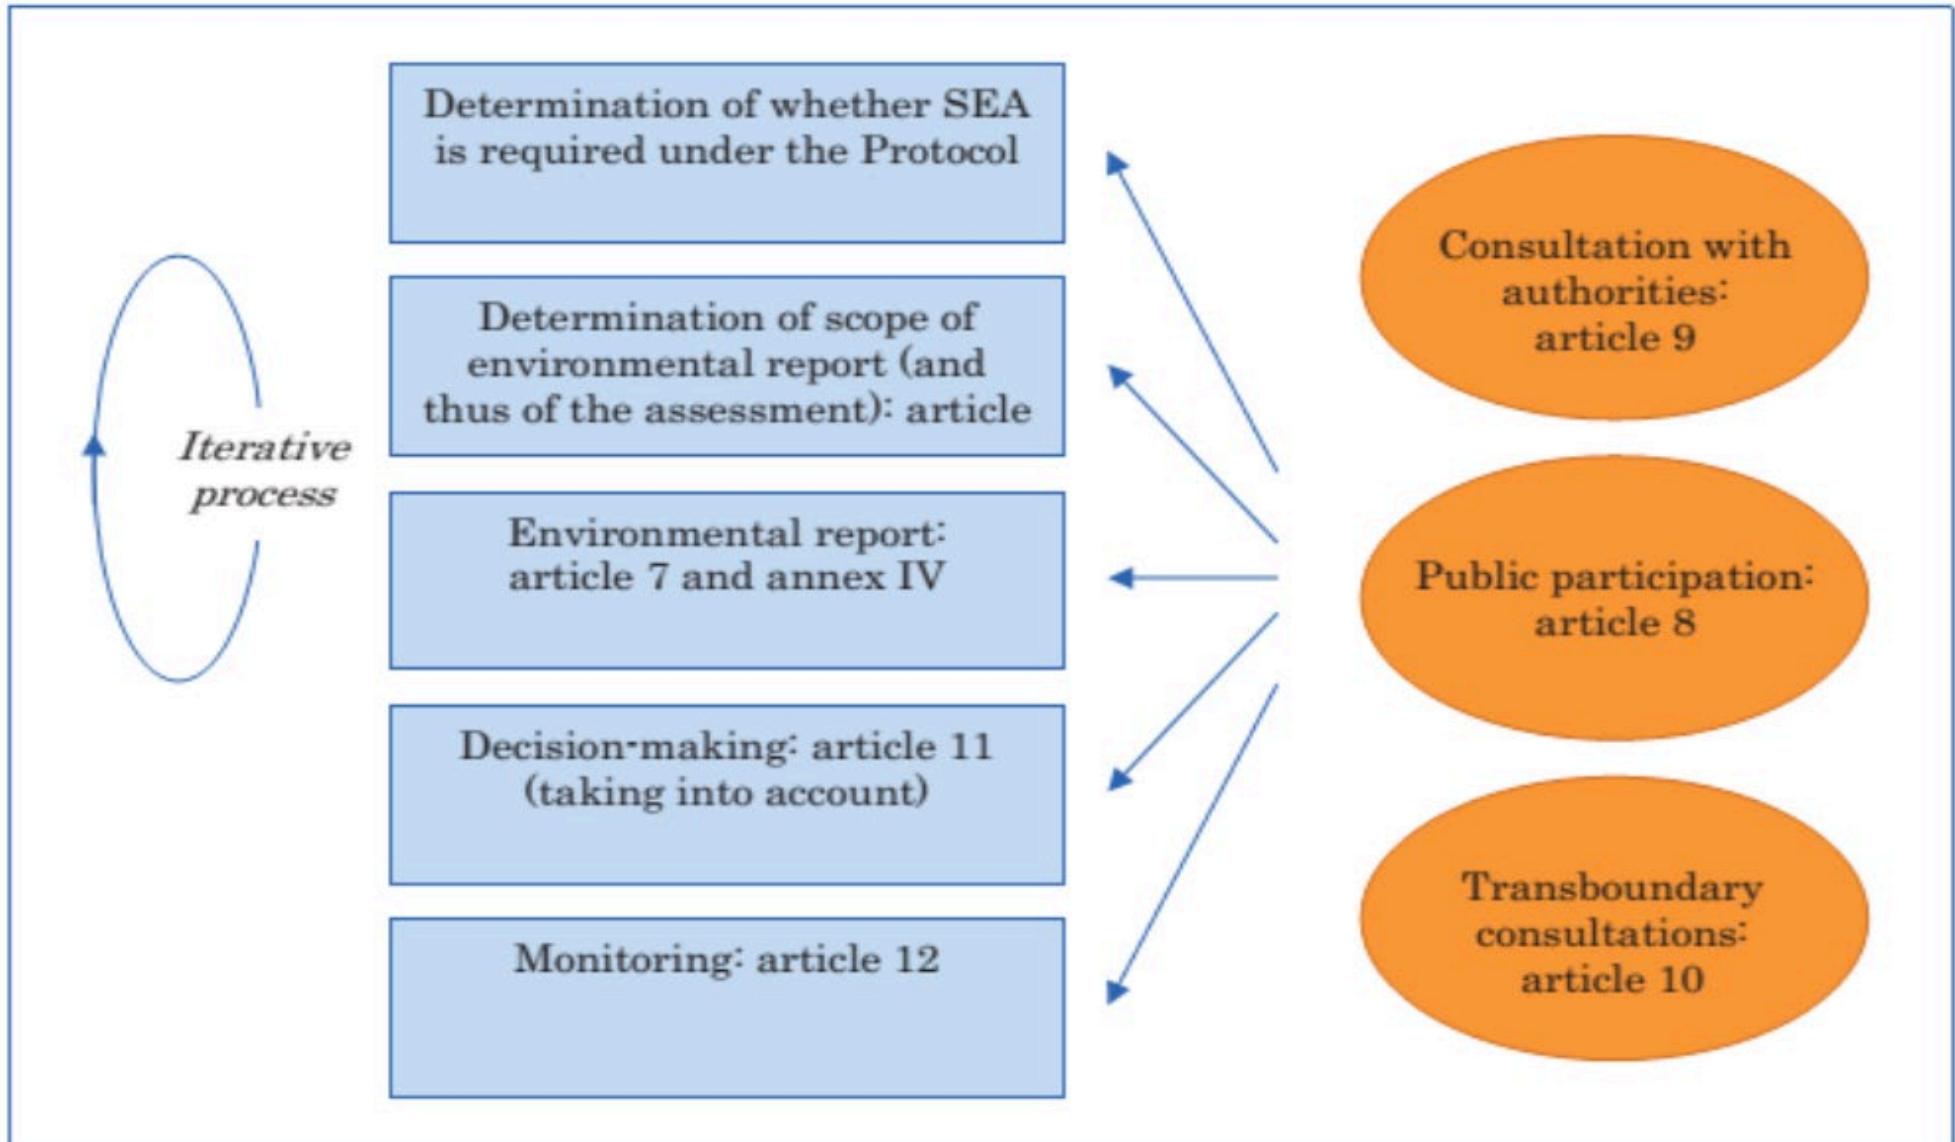 Determination of whether SEA
is required under the Protocol
Determination of scope of
environmental report (and
thus of the assessment): article
Iterative
process
Environmental report:
article 7 and annex IV
Decision-making: article 11
(taking into account)
Monitoring: article 12
Consultation with
authorities:
article 9
Public participation:
article 8
Transboundary
consultations:
article 10